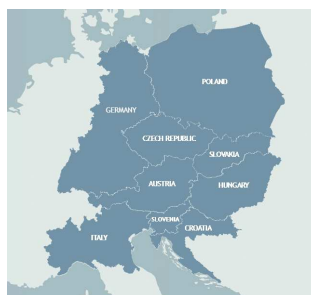 POLAND
GERMANY
CZECH REPUBLIC
SLOVAKIA
AUSTRIA
HUNGARY
SLOVENIA
CROATIA
ITALY